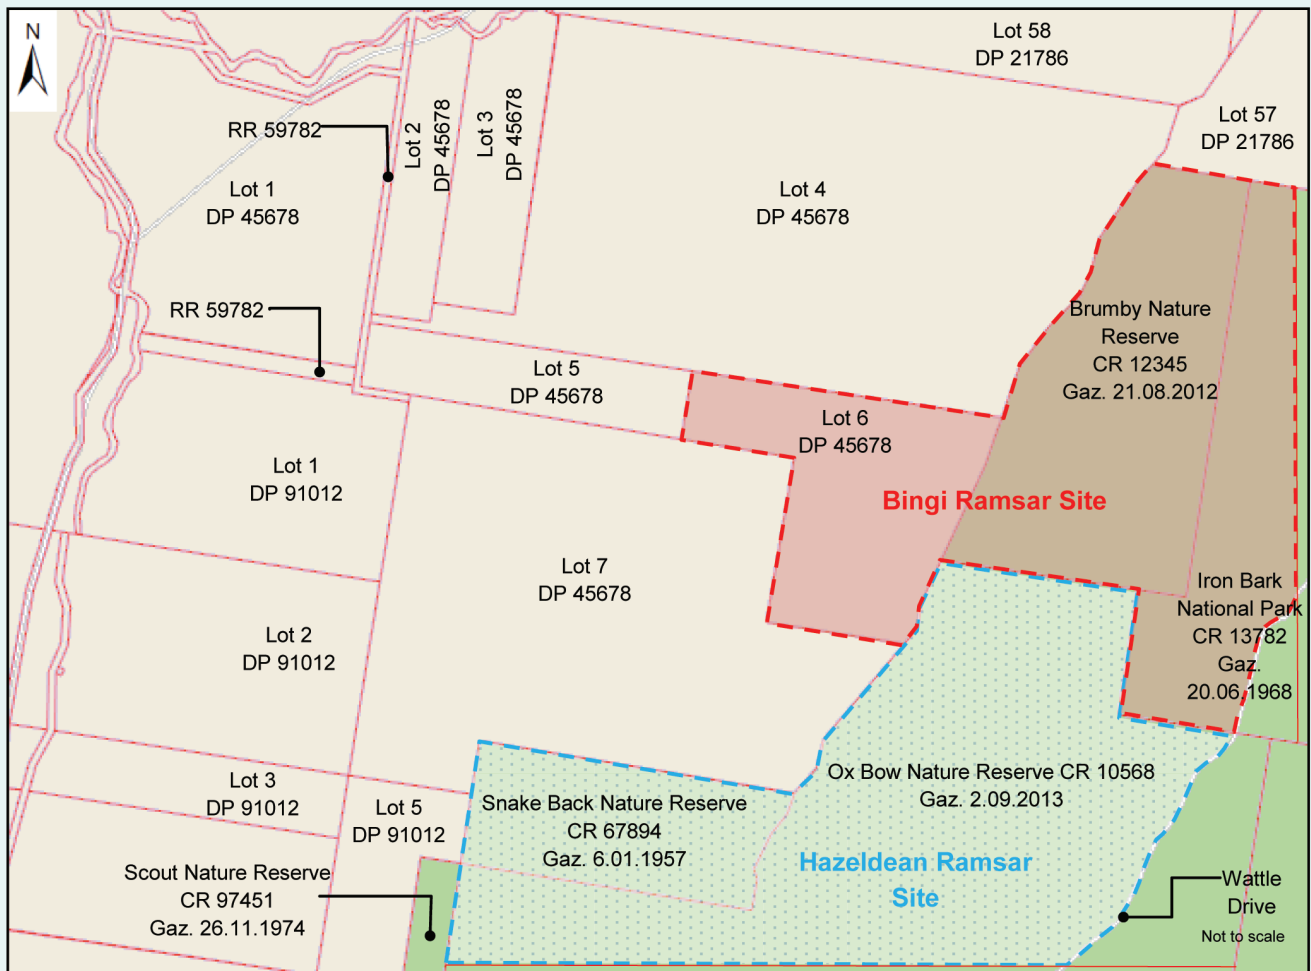 N
Lot 58
DP 21786
Lot 57
DP 21786
RR 59782
Lot 2
DP 45678
Lot 3
DP 45678
Lot 1
DP 45678
Lot 4
DP 45678
RR 59782
Brumby Nature
Reserve
CR 12345
Gaz. 21.08.2012
Lot 5
DP 45678
Lot 6
DP 45678
Lot 1
DP 91012
Bingi Ramsar Site
Lot 7
DP 45678
Iron Bark
National Park
CR 13782
Gaz.
20.06.1968
Lot 2
DP 91012
Lot 3
DP 91012
Lot 5
DP 91012
Snake Back Nature Reserve
CR 67894
Gaz. 6.01.1957
Ox Bow Nature Reserve CR 10568
Gaz. 2.09.2013
Hazeldean Ramsar
Site
Scout Nature Reserve
CR 97451
Gaz. 26.11.1974
Wattle
Drive
Not to scale